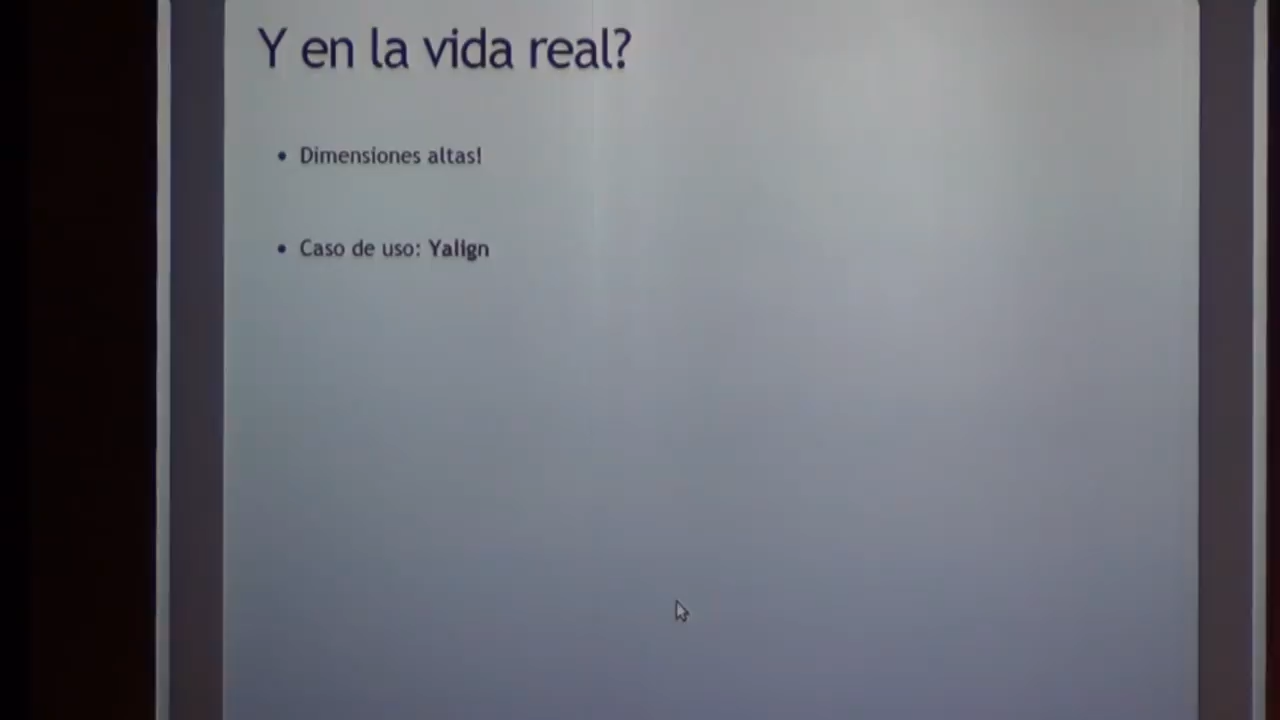 Y en la vida real?
• Dimensiones altas!
• Caso de uso: Yalign